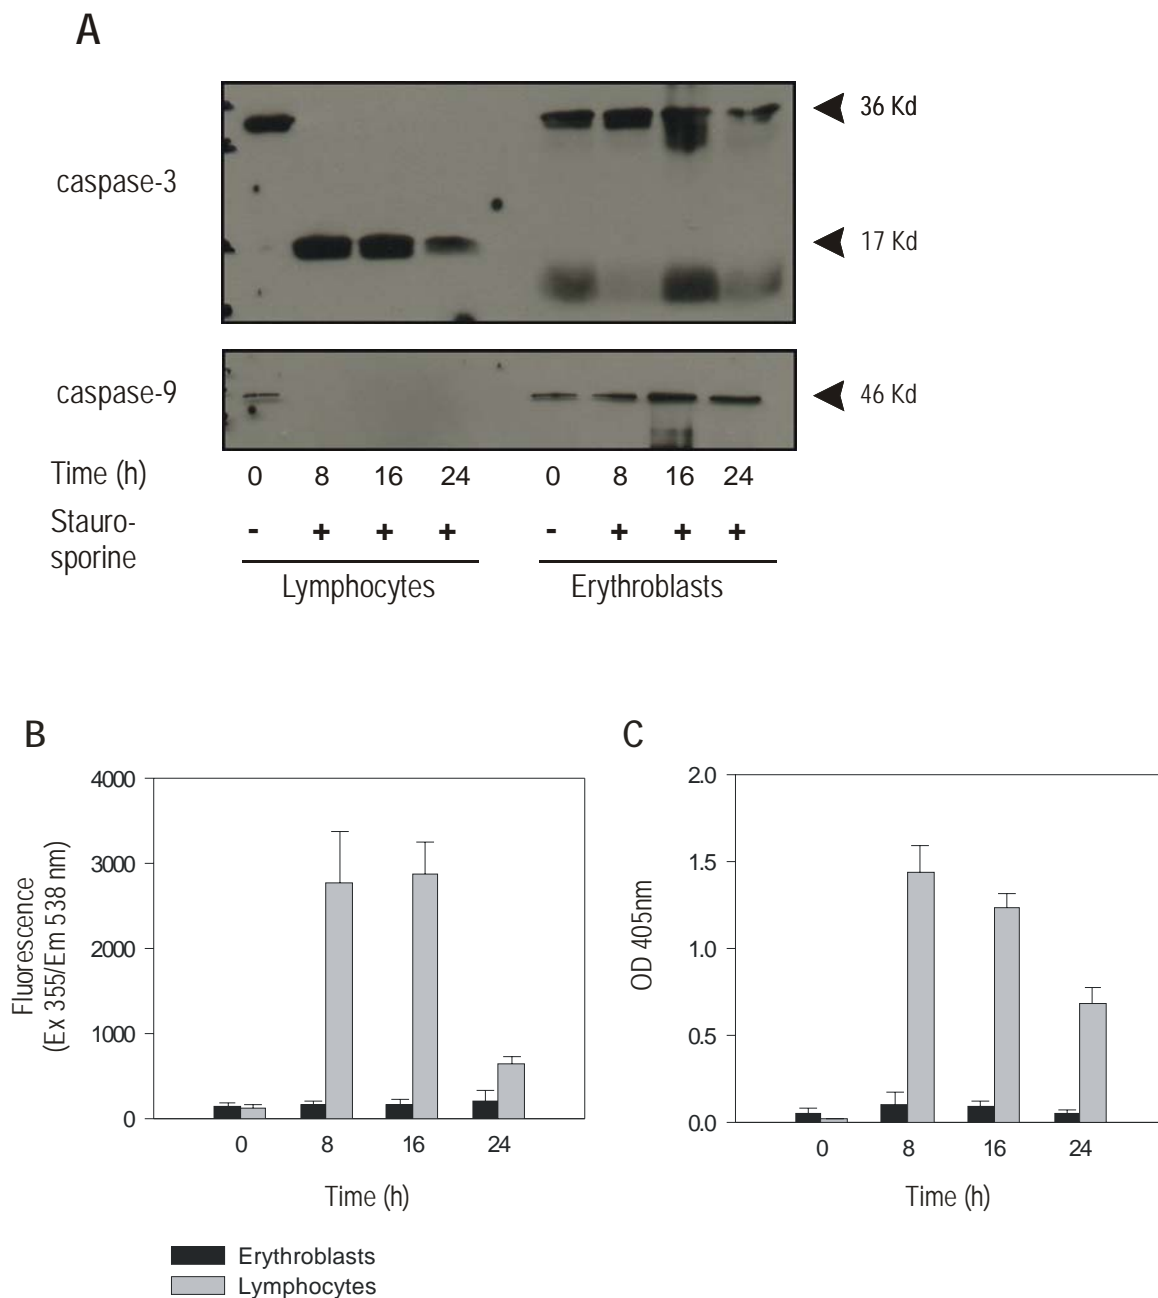 A
caspase-3
36 Kd
17 Kd
caspase-9
46 Kd
Time (h) 0 8 16 24 0 8 16 24
Stauro-
sporine
- + + + - + + +
Lymphocytes Erythroblasts
B
Fluorescence
(Ex 355/Em 538 nm)
4000
3000
2000
1000
0
0 8 16 24
Time (h)
C
OD 405nm
2.0
1.5
1.0
0.5
0.0
0 8 16 24
Time (h)
Erythroblasts
Lymphocytes